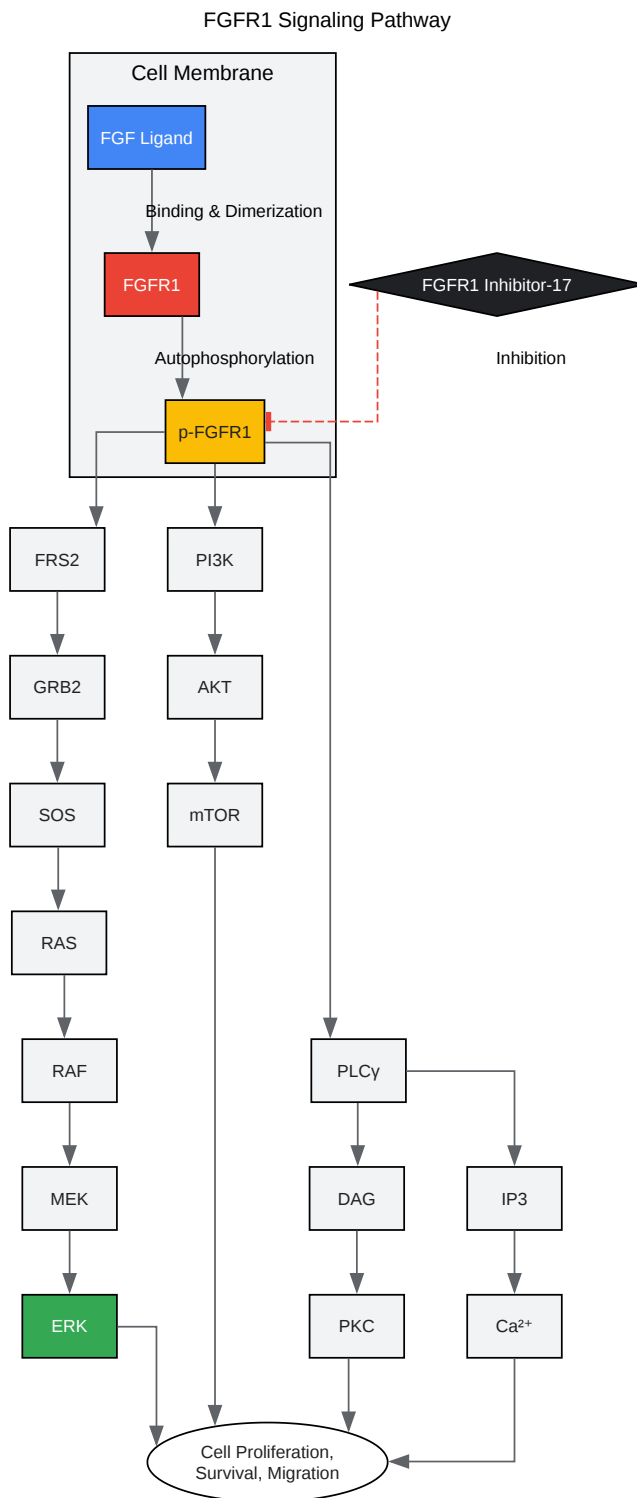 FGFR1 Signaling Pathway
Cell Membrane
FGF Ligand
Binding & Dimerization
FGFR1
FGFR1 Inhibitor-17
Autophosphorylation
Inhibition
p-FGFR1
FRS2
PI3K
GRB2
AKT
SOS
mTOR
RAS
RAF
PLCγ
MEK
DAG
IP3
ERK
PKC
Ca²⁺
Cell Proliferation,
Survival, Migration